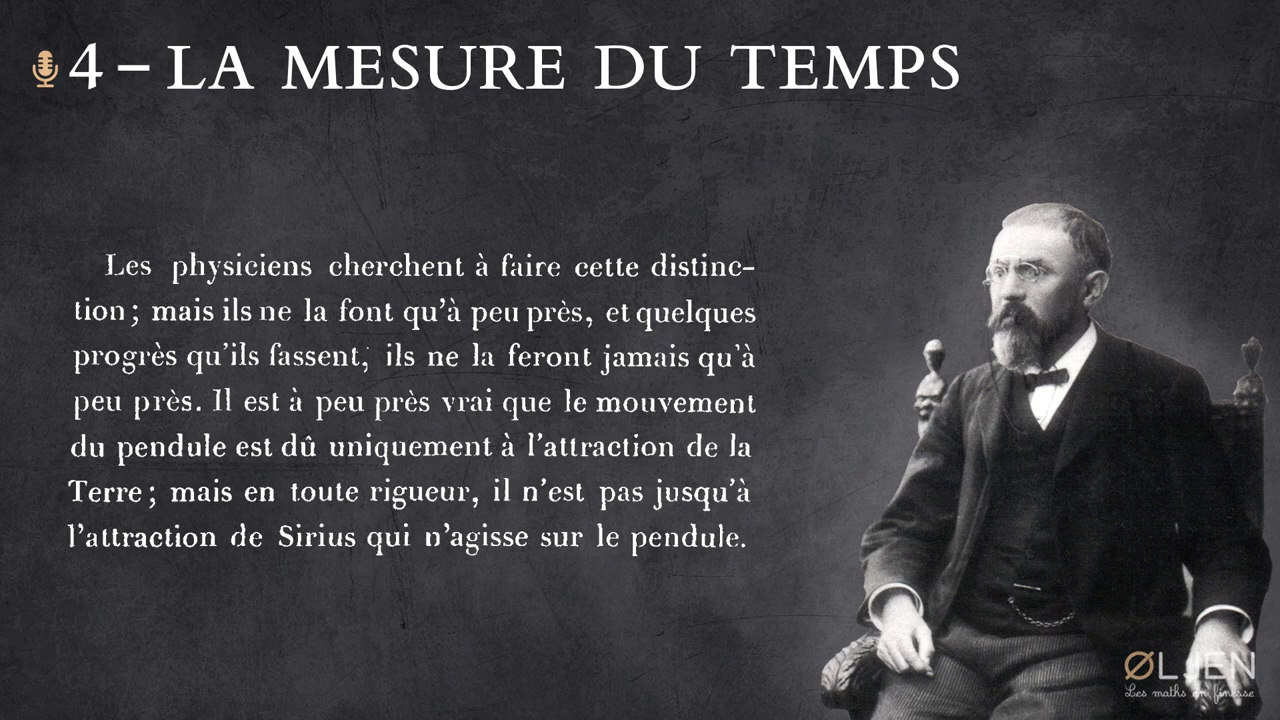 4 – LA MESURE DU TEMPS
Les physiciens cherchent à faire cette distinc-
tion ; mais ils ne la font qu'à peu près, et quelques
progrès qu'ils fassent, ils ne la feront jamais qu'à
peu près. Il est à peu près vrai que le mouvement
du pendule est dû uniquement à l'attraction de la
Terre ; mais en toute rigueur, il n'est pas jusqu'à
l'attraction de Sirius qui n'agisse sur le pendule.
ØLJEN
Les maths en finesse